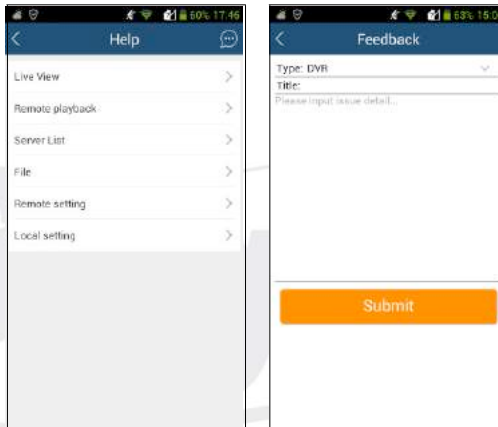 60% 17:46
Help
Live View
Remote playback
Server List
File
Remote setting
Local setting
63% 15:0
Feedback
Type: DVR
Title:
Please input issue detail...
Submit